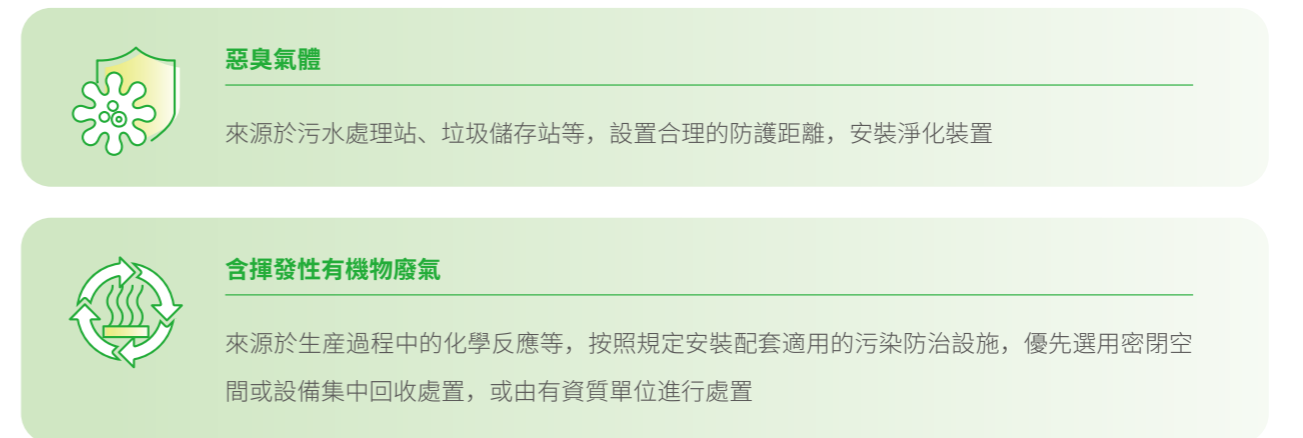 惡臭氣體
來源於污水處理站、垃圾儲存站等，設置合理的防護距離，安裝淨化裝置
含揮發性有機物廢氣
來源於生産過程中的化學反應等，按照規定安裝配套適用的污染防治設施，優先選用密閉空
間或設備集中回收處置，或由有資質單位進行處置